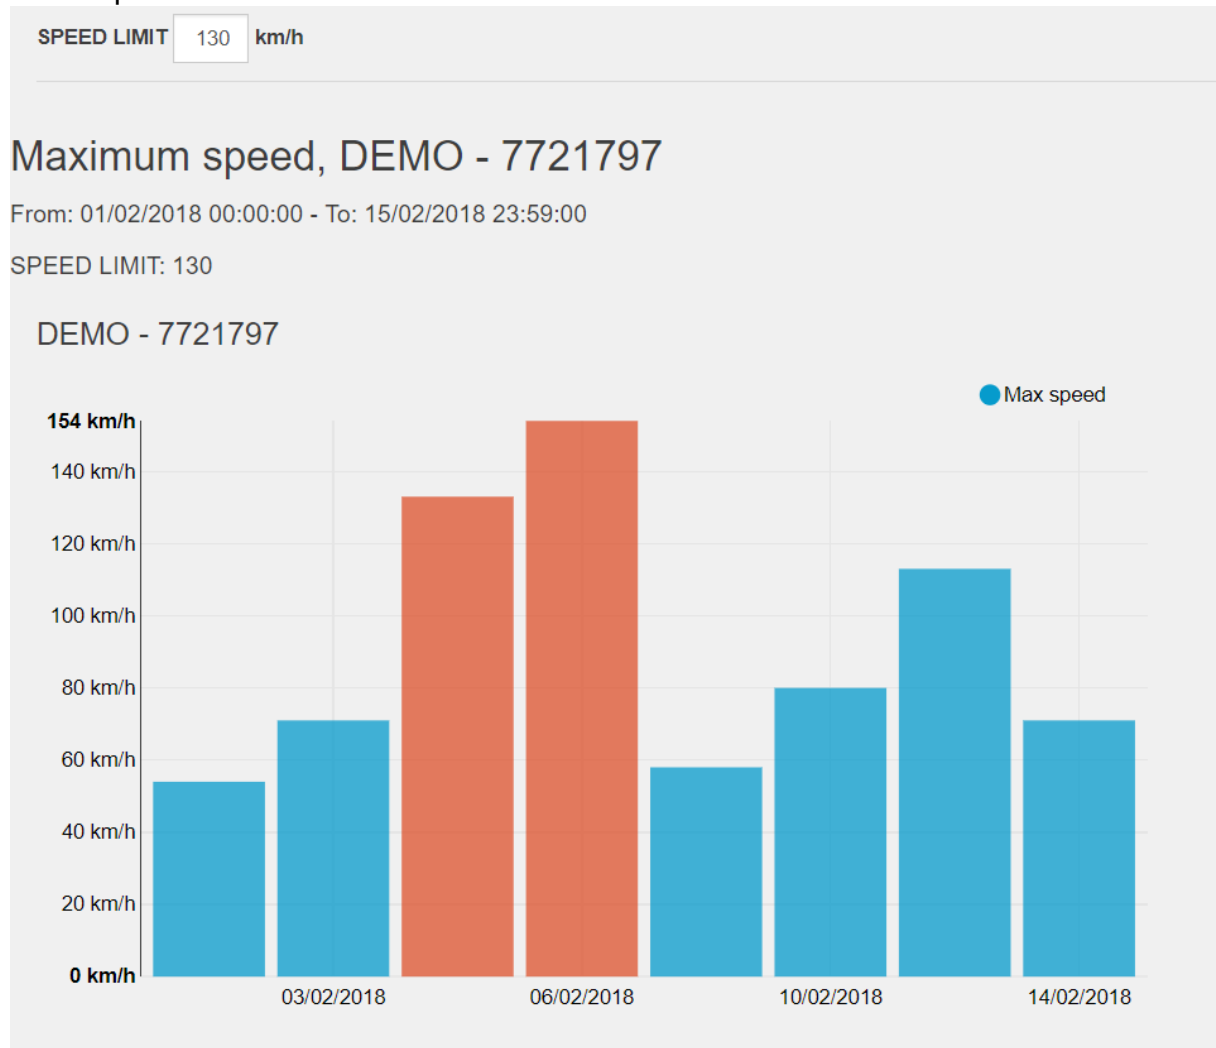 SPEED LIMIT 130 km/h
Maximum speed, DEMO - 7721797
From: 01/02/2018 00:00:00 - To: 15/02/2018 23:59:00
SPEED LIMIT: 130
DEMO - 7721797
Max speed
154 km/h
140 km/h
120 km/h
100 km/h
80 km/h
60 km/h
40 km/h
20 km/h
0 km/h
03/02/2018 06/02/2018 10/02/2018 14/02/2018